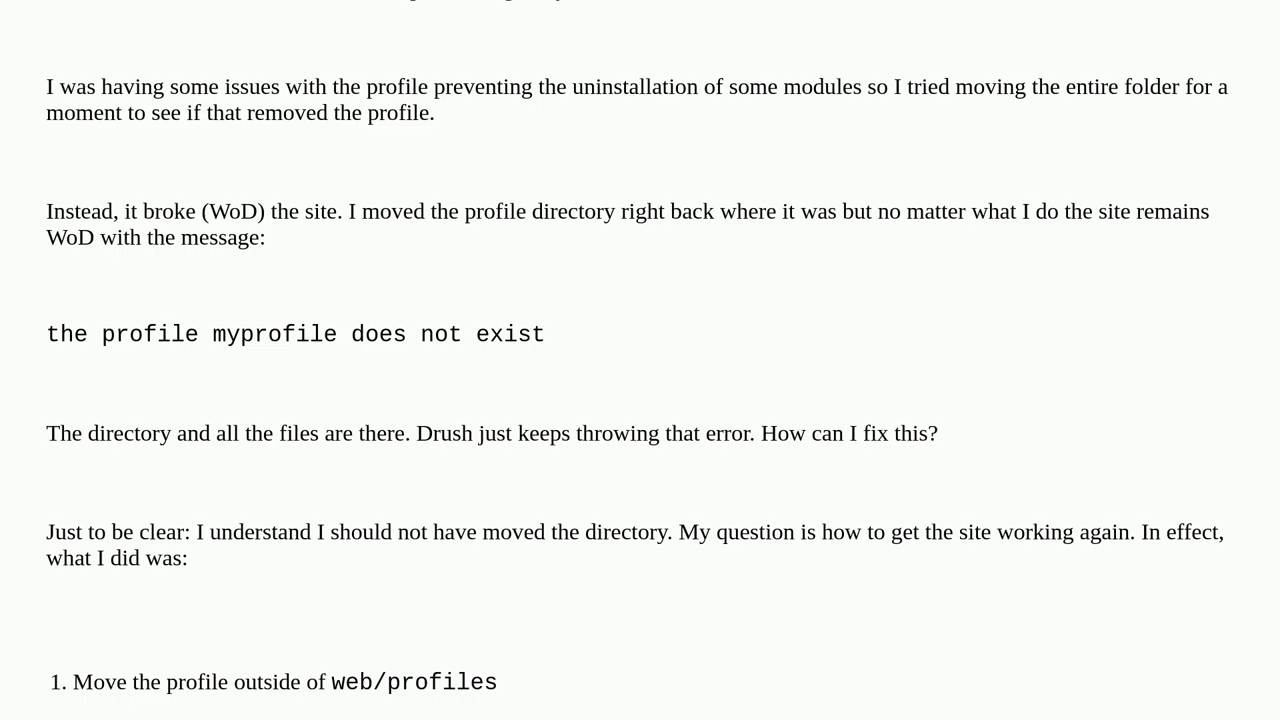 I was having some issues with the profile preventing the uninstallation of some modules so I tried moving the entire folder for a
moment to see if that removed the profile.
Instead, it broke (WoD) the site. I moved the profile directory right back where it was but no matter what I do the site remains
WoD with the message:
the profile myprofile does not exist
The directory and all the files are there. Drush just keeps throwing that error. How can I fix this?
Just to be clear: I understand I should not have moved the directory. My question is how to get the site working again. In effect,
what I did was:
1. Move the profile outside of web/profiles